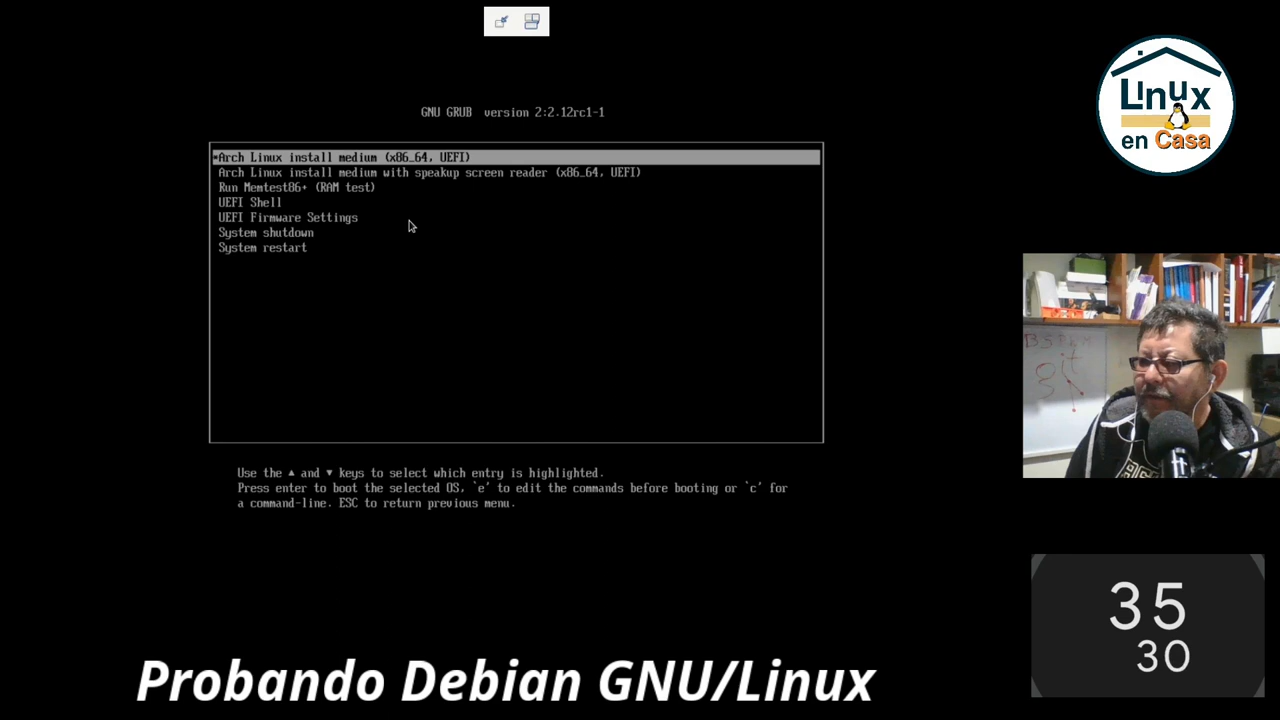 GNU GRUB version 2:2.12rc1-1
*Arch Linux install medium (x86_64, UEFI)
Arch Linux install medium with speakup screen reader (x86_64, UEFI)
Run Memtest86+ (RAM test)
UEFI Shell
UEFI Firmware Settings
System shutdown
System restart
Use the ▲ and ▼ keys to select which entry is highlighted.
Press enter to boot the selected OS, `e' to edit the commands before booting or `c' for
a command-line. ESC to return previous menu.
Linux
en Casa
git
35
30
Probando Debian GNU/Linux